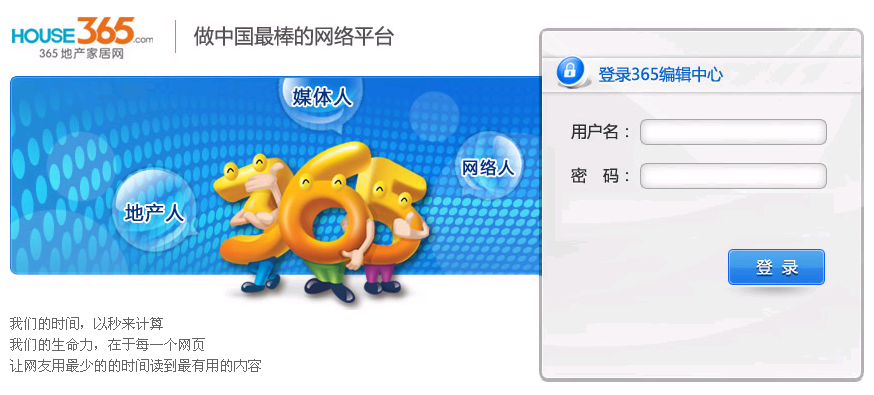 HOUSE365.com
365 地产家居网
做中国最棒的网络平台
媒体人
网络人
地产人
365
登录365编辑中心
用户名：
密 码：
登 录
我们的时间，以秒来计算
我们的生命力，在于每一个网页
让网友用最少的的时间读到最有用的内容